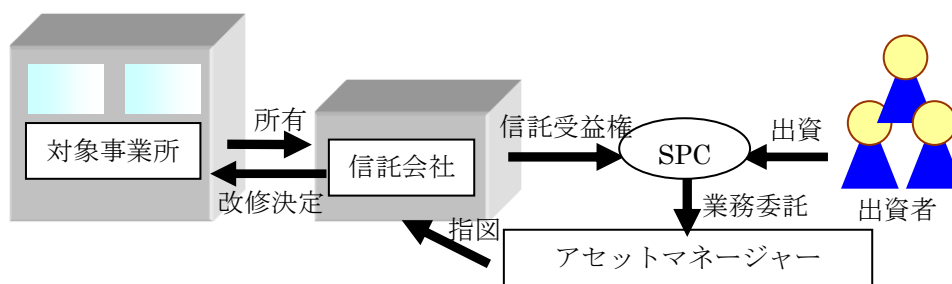 所有
対象事業所
改修決定
信託会社
信託受益権
SPC
出資
出資者
業務委託
指図
アセットマネージャー